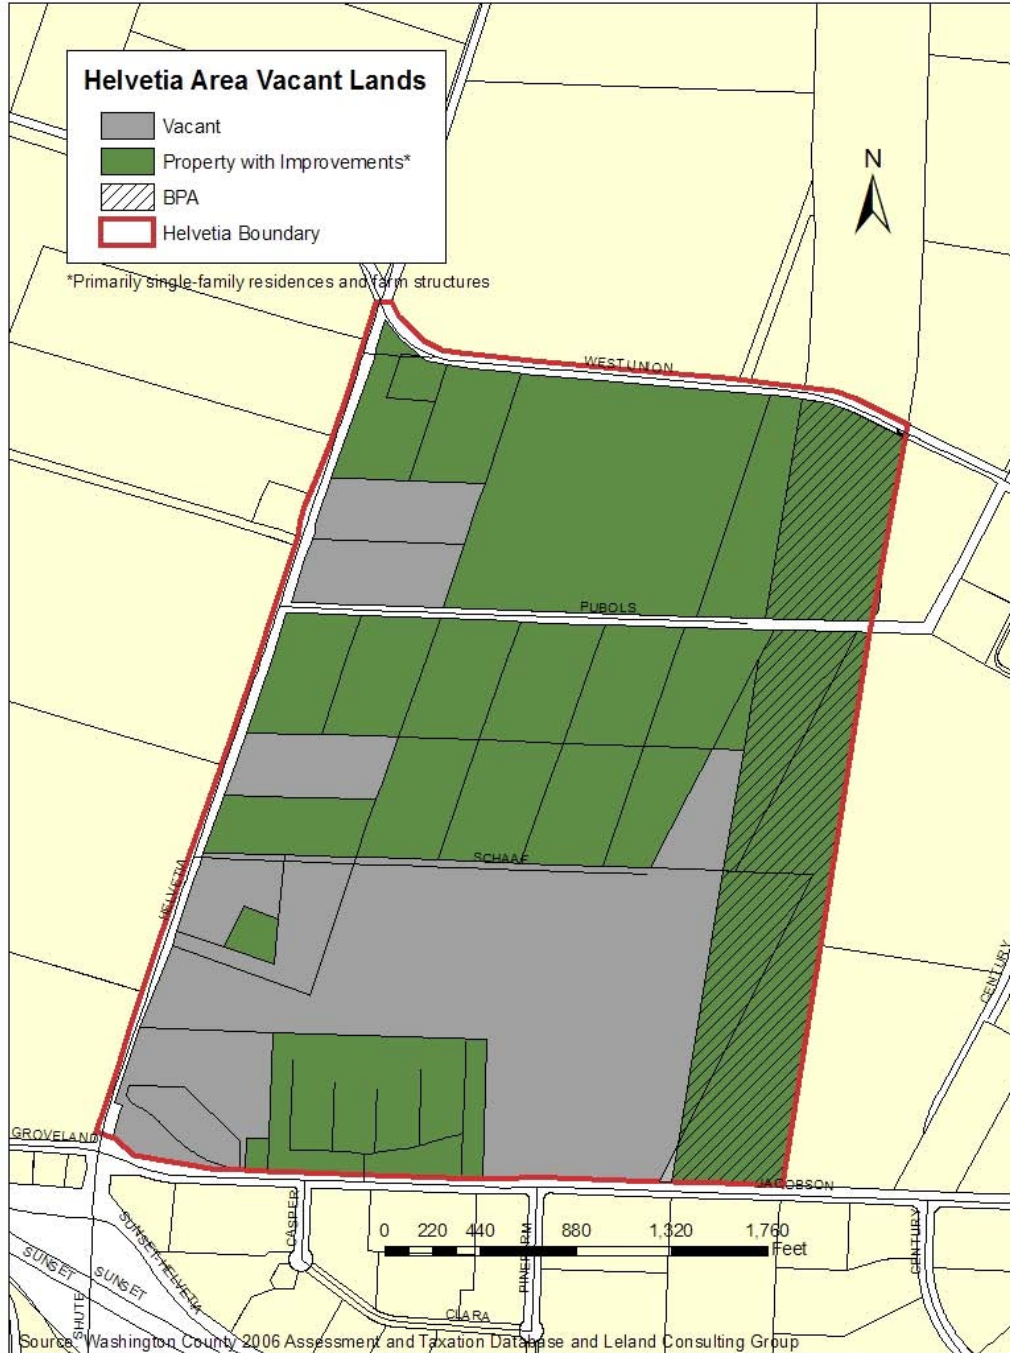 Helvetia Area Vacant Lands
Vacant
Property with Improvements*
BPA
Helvetia Boundary
*Primarily single-family residences and farm structures
N
WEST UNION
PUBOLS
SCHAAF
HELVETIA
CENTURY
GROVELAND
JACOBSON
CASPER
PINEFARM
CENTURY
SUNSET-HELVETIA
SUNSET
SUNSET
SHUTE
CLARA
0 220 440 880 1,320 1,760
Feet
Source: Washington County 2006 Assessment and Taxation Database and Leland Consulting Group